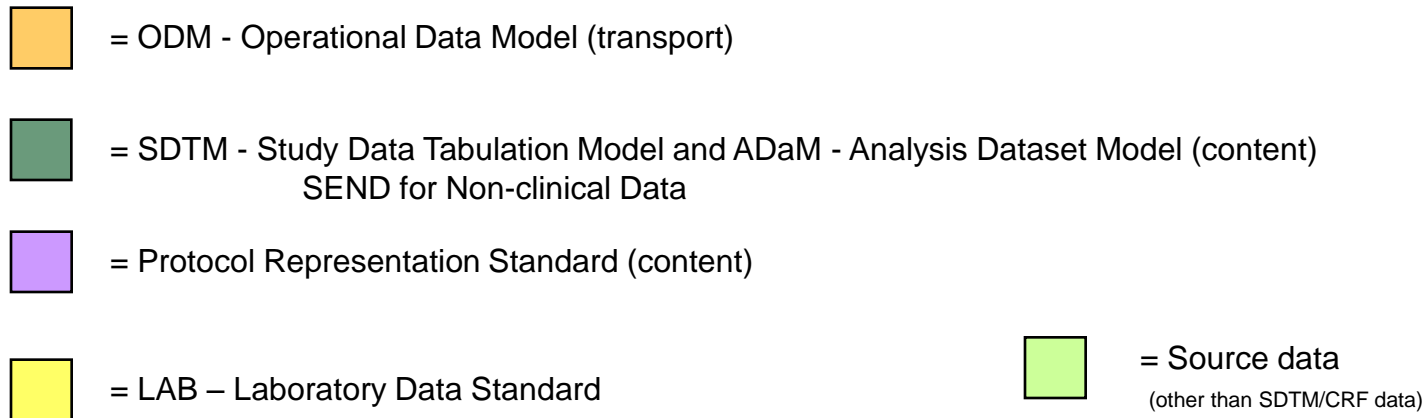 = ODM - Operational Data Model (transport)
= SDTM - Study Data Tabulation Model and ADaM - Analysis Dataset Model (content)
SEND for Non-clinical Data
= Protocol Representation Standard (content)
= LAB – Laboratory Data Standard
= Source data
(other than SDTM/CRF data)